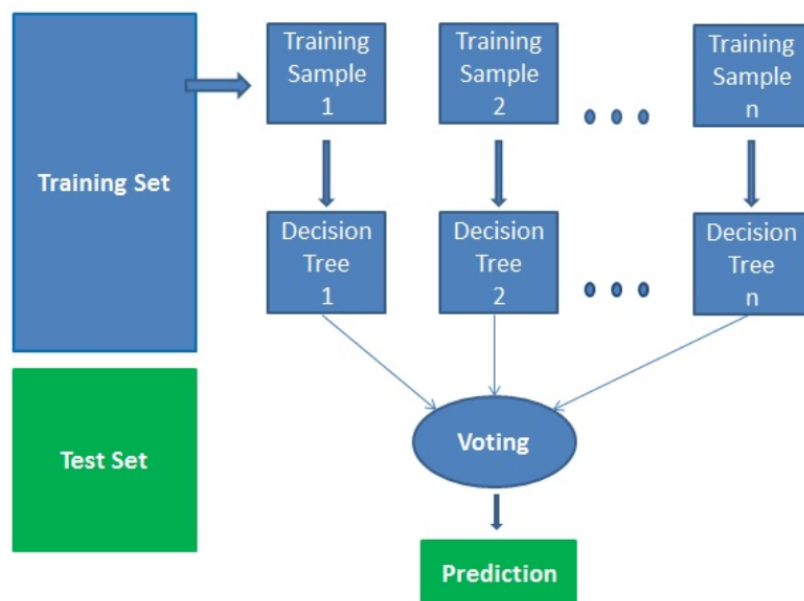 Training Set
Training
Sample
1
Training
Sample
2
Training
Sample
n
Decision
Tree
1
Decision
Tree
2
Decision
Tree
n
Test Set
Voting
Prediction